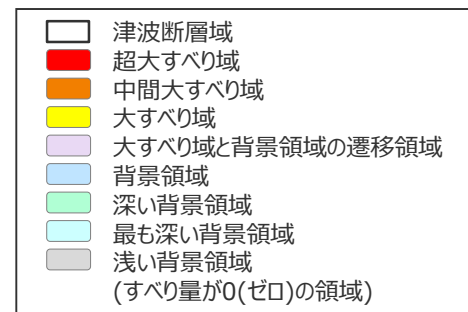 津波断層域
超大すべり域
中間大すべり域
大すべり域
大すべり域と背景領域の遷移領域
背景領域
深い背景領域
最も深い背景領域
浅い背景領域
(すべり量が0(ゼロ)の領域)